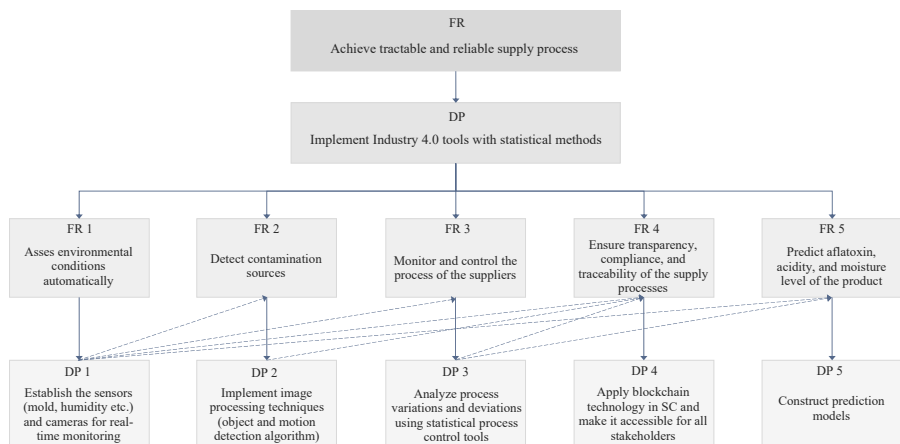 FR
Achieve tractable and reliable supply process
DP
Implement Industry 4.0 tools with statistical methods
FR 1
Asses environmental
conditions
automatically
FR 2
Detect contamination
sources
FR 3
Monitor and control the
process of the suppliers
FR 4
Ensure transparency,
compliance, and
traceability of the supply
processes
FR 5
Predict aflatoxin,
acidity, and moisture
level of the product
DP 1
Establish the sensors
(mold, humidity etc.)
and cameras for real-
time monitoring
DP 2
Implement image
processing techniques
(object and motion
detection algorithm)
DP 3
Analyze process
variations and deviations
using statistical process
control tools
DP 4
Apply blockchain
technology in SC and
make it accessible for all
stakeholders
DP 5
Construct prediction
models